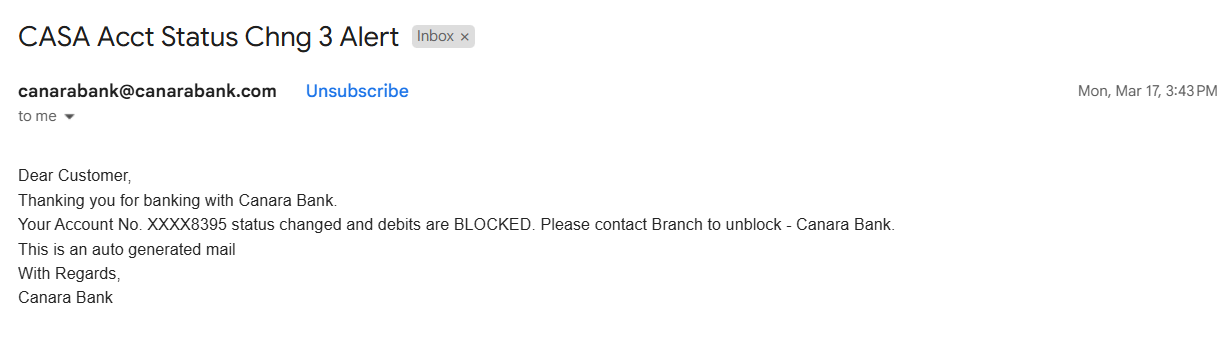 CASA Acct Status Chng 3 Alert Inbox ×
canarabank@canarabank.com Unsubscribe Mon, Mar 17, 3:43 PM
to me
Dear Customer,
Thanking you for banking with Canara Bank.
Your Account No. XXXX8395 status changed and debits are BLOCKED. Please contact Branch to unblock - Canara Bank.
This is an auto generated mail
With Regards,
Canara Bank